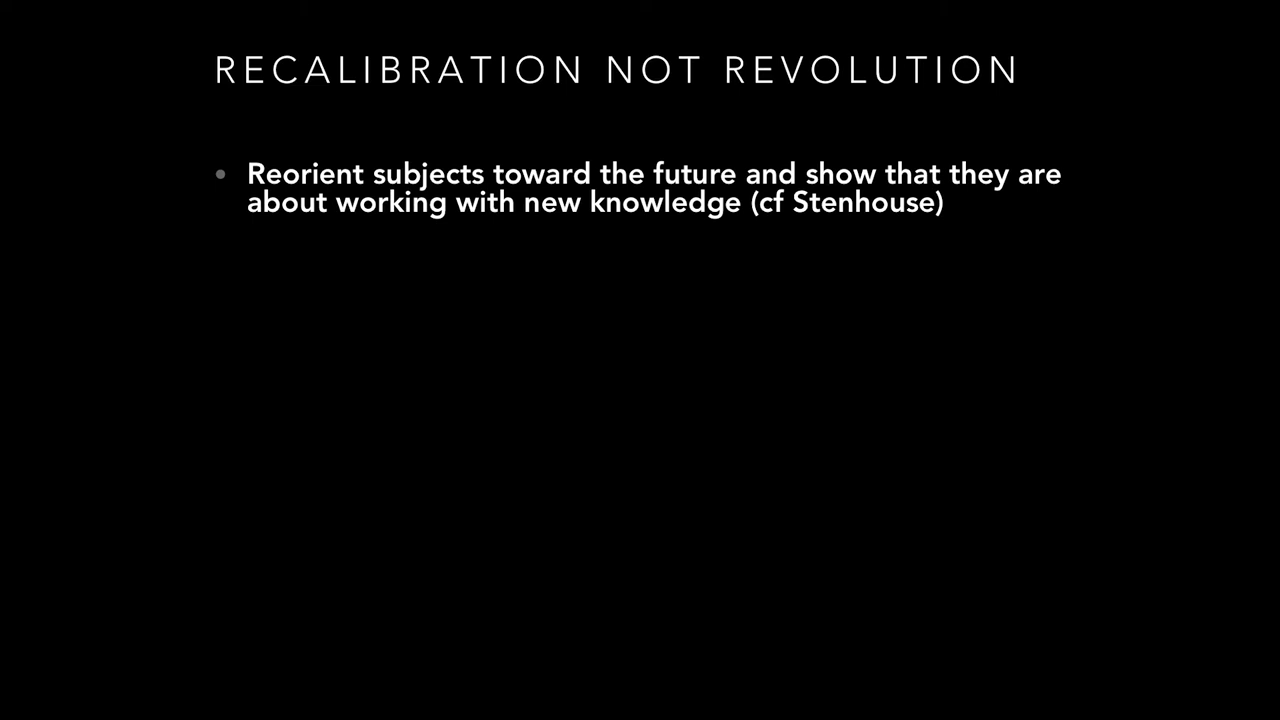 RECALIBRATION NOT REVOLUTION
• Reorient subjects toward the future and show that they are
about working with new knowledge (cf Stenhouse)